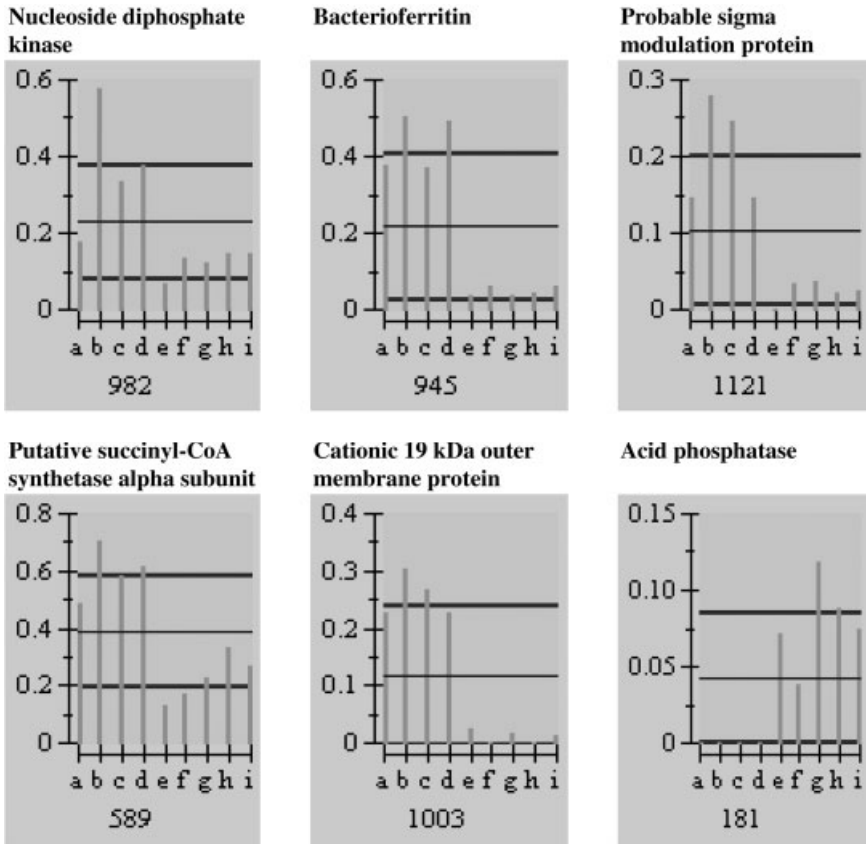 Nucleoside diphosphate
kinase
0.6
0.4
0.2
0
a b c d e f g h i
982
Bacterioferritin
0.6
0.4
0.2
0
a b c d e f g h i
945
Probable sigma
modulation protein
0.3
0.2
0.1
0
a b c d e f g h i
1121
Putative succinyl-CoA
synthetase alpha subunit
0.8
0.6
0.4
0.2
0
a b c d e f g h i
589
Cationic 19 kDa outer
membrane protein
0.4
0.3
0.2
0.1
0
a b c d e f g h i
1003
Acid phosphatase
0.15
0.10
0.05
0
a b c d e f g h i
181